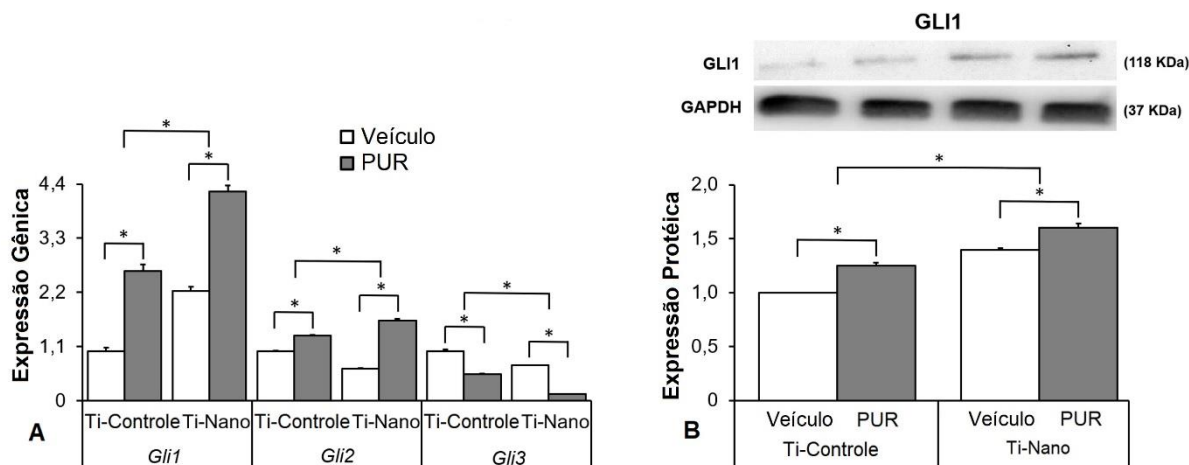 Veículo
PUR
Expressão Gênica
4,4
3,3
2,2
1,1
0
* * * * * * * * *
Ti-Controle Ti-Nano Ti-Controle Ti-Nano Ti-Controle Ti-Nano
Gli1 Gli2 Gli3
A
GLI1
GLI1 (118 KDa)
GAPDH (37 KDa)
Expressão Protéica
2,0
1,5
1,0
0,5
0
* * *
Veículo PUR Veículo PUR
Ti-Controle Ti-Nano
B